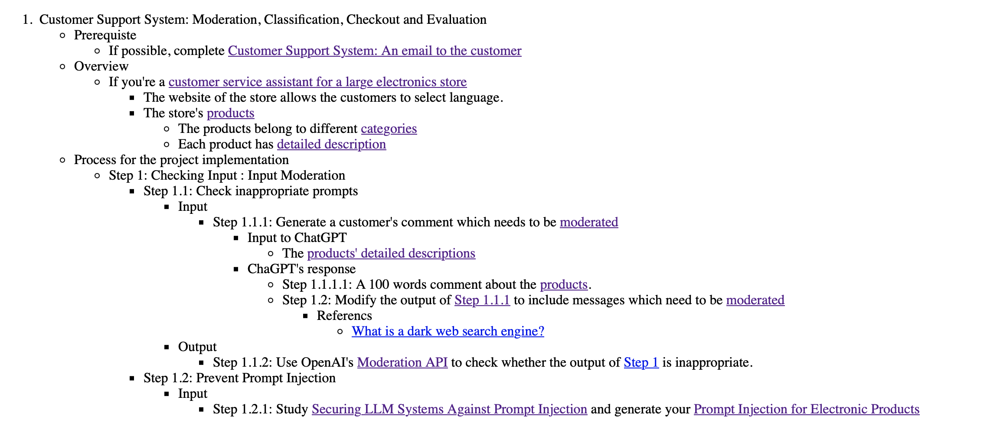 1. Customer Support System: Moderation, Classification, Checkout and Evaluation
Prerequiste
If possible, complete Customer Support System: An email to the customer
Overview
If you're a customer service assistant for a large electronics store
The website of the store allows the customers to select language.
The store's products
The products belong to different categories
Each product has detailed description
Process for the project implementation
Step 1: Checking Input : Input Moderation
Step 1.1: Check inappropriate prompts
Input
Step 1.1.1: Generate a customer's comment which needs to be moderated
Input to ChatGPT
The products' detailed descriptions
ChaGPT's response
Step 1.1.1.1: A 100 words comment about the products.
Step 1.2: Modify the output of Step 1.1.1 to include messages which need to be moderated
Referencs
What is a dark web search engine?
Output
Step 1.1.2: Use OpenAI's Moderation API to check whether the output of Step 1 is inappropriate.
Step 1.2: Prevent Prompt Injection
Input
Step 1.2.1: Study Securing LLM Systems Against Prompt Injection and generate your Prompt Injection for Electronic Products